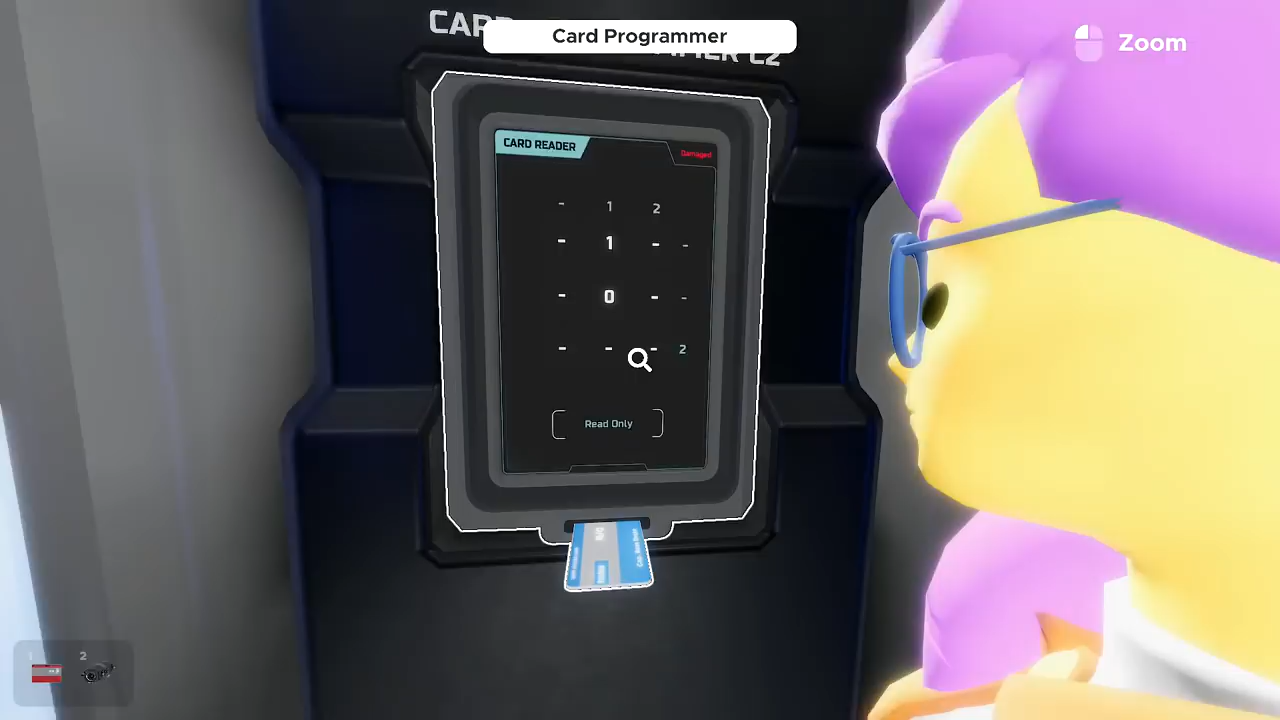 Card Programmer
Zoom
CARD READER
Damaged
- 1 2
- 1 - -
- 0 - -
- - - 2
Read Only
1 2